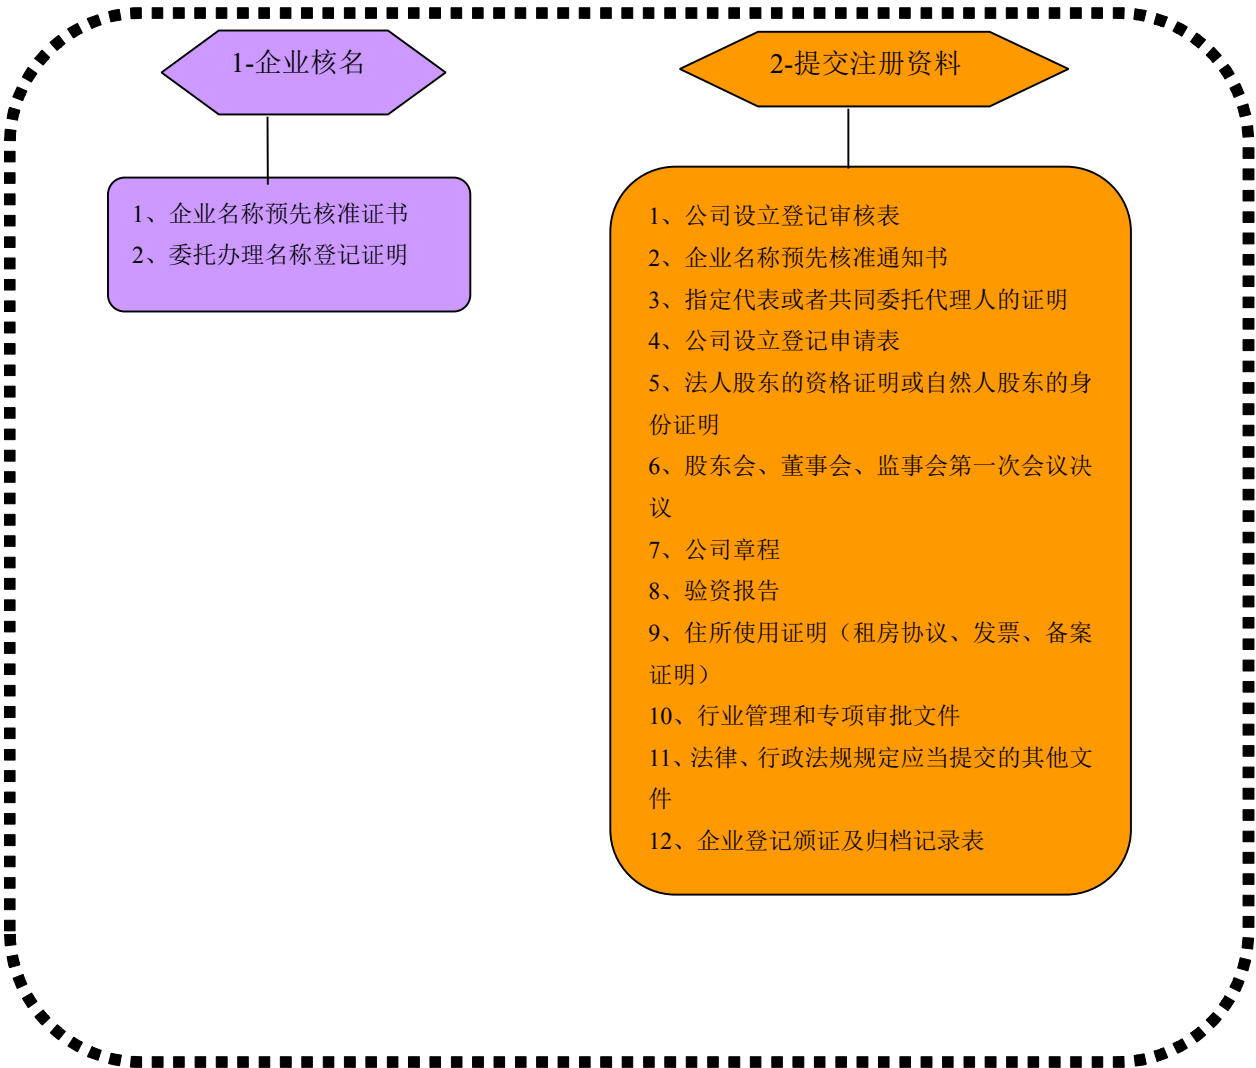 1-企业核名
1、企业名称预先核准证书
2、委托办理名称登记证明
2-提交注册资料
1、公司设立登记审核表
2、企业名称预先核准通知书
3、指定代表或者共同委托代理人的证明
4、公司设立登记申请表
5、法人股东的资格证明或自然人股东的身
份证明
6、股东会、董事会、监事会第一次会议决
议
7、公司章程
8、验资报告
9、住所使用证明（租房协议、发票、备案
证明）
10、行业管理和专项审批文件
11、法律、行政法规规定应当提交的其他文
件
12、企业登记颁证及归档记录表